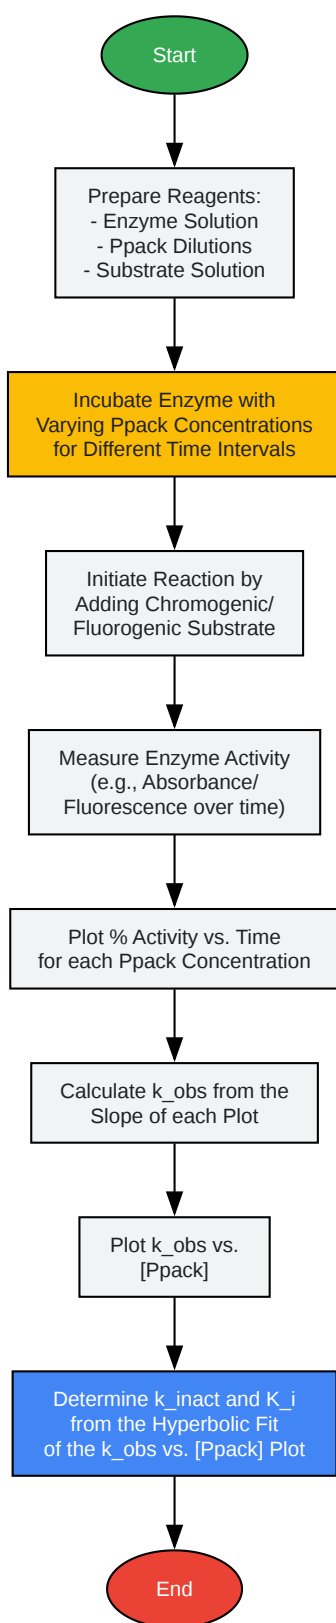 Start
Prepare Reagents:
- Enzyme Solution
- Ppack Dilutions
- Substrate Solution
Incubate Enzyme with
Varying Ppack Concentrations
for Different Time Intervals
Initiate Reaction by
Adding Chromogenic/
Fluorogenic Substrate
Measure Enzyme Activity
(e.g., Absorbance/
Fluorescence over time)
Plot % Activity vs. Time
for each Ppack Concentration
Calculate k_obs from the
Slope of each Plot
Plot k_obs vs.
[Ppack]
Determine k_inact and K_i
from the Hyperbolic Fit
of the k_obs vs. [Ppack] Plot
End